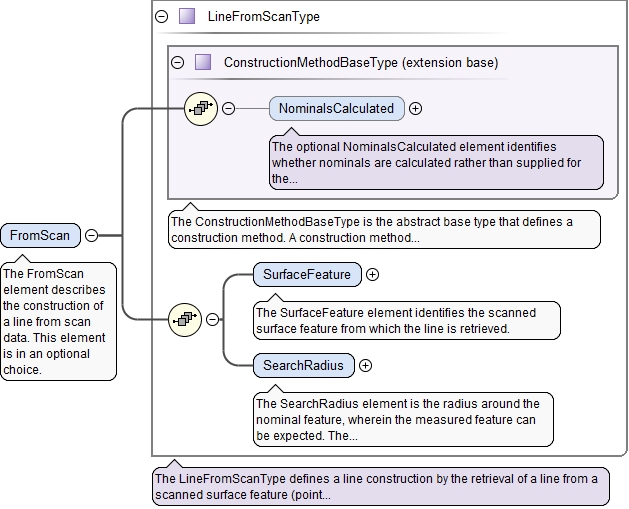 LineFromScanType
ConstructionMethodBaseType (extension base)
NominalsCalculated
The optional NominalsCalculated element identifies
whether nominals are calculated rather than supplied for
the...
The ConstructionMethodBaseType is the abstract base type that defines a
construction method. A construction method...
FromScan
The FromScan
element describes
the construction of
a line from scan
data. This element
is in an optional
choice.
SurfaceFeature
The SurfaceFeature element identifies the scanned
surface feature from which the line is retrieved.
SearchRadius
The SearchRadius element is the radius around the
nominal feature, wherein the measured feature can
be expected. The...
The LineFromScanType defines a line construction by the retrieval of a line from a
scanned surface feature (point...